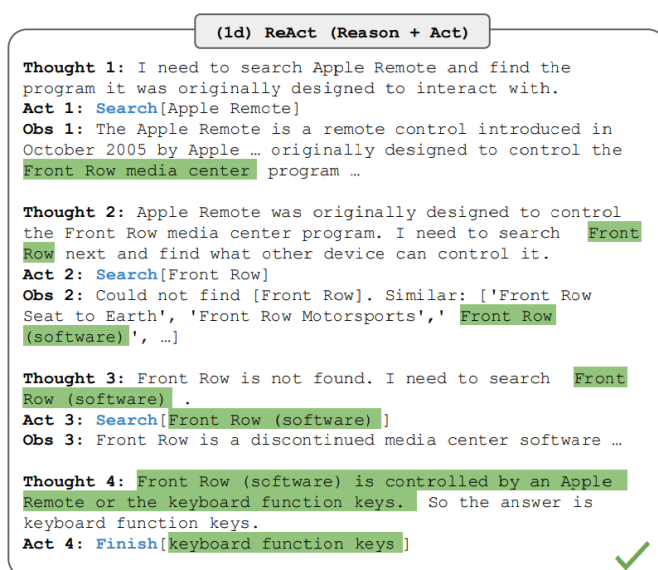 (1d) ReAct (Reason + Act)
Thought 1: I need to search Apple Remote and find the
program it was originally designed to interact with.
Act 1: Search[Apple Remote]
Obs 1: The Apple Remote is a remote control introduced in
October 2005 by Apple … originally designed to control the
Front Row media center program …
Thought 2: Apple Remote was originally designed to control
the Front Row media center program. I need to search Front
Row next and find what other device can control it.
Act 2: Search[Front Row]
Obs 2: Could not find [Front Row]. Similar: ['Front Row
Seat to Earth', 'Front Row Motorsports',' Front Row
(software)', …]
Thought 3: Front Row is not found. I need to search Front
Row (software) .
Act 3: Search[Front Row (software) ]
Obs 3: Front Row is a discontinued media center software …
Thought 4: Front Row (software) is controlled by an Apple
Remote or the keyboard function keys. So the answer is
keyboard function keys.
Act 4: Finish[keyboard function keys ]